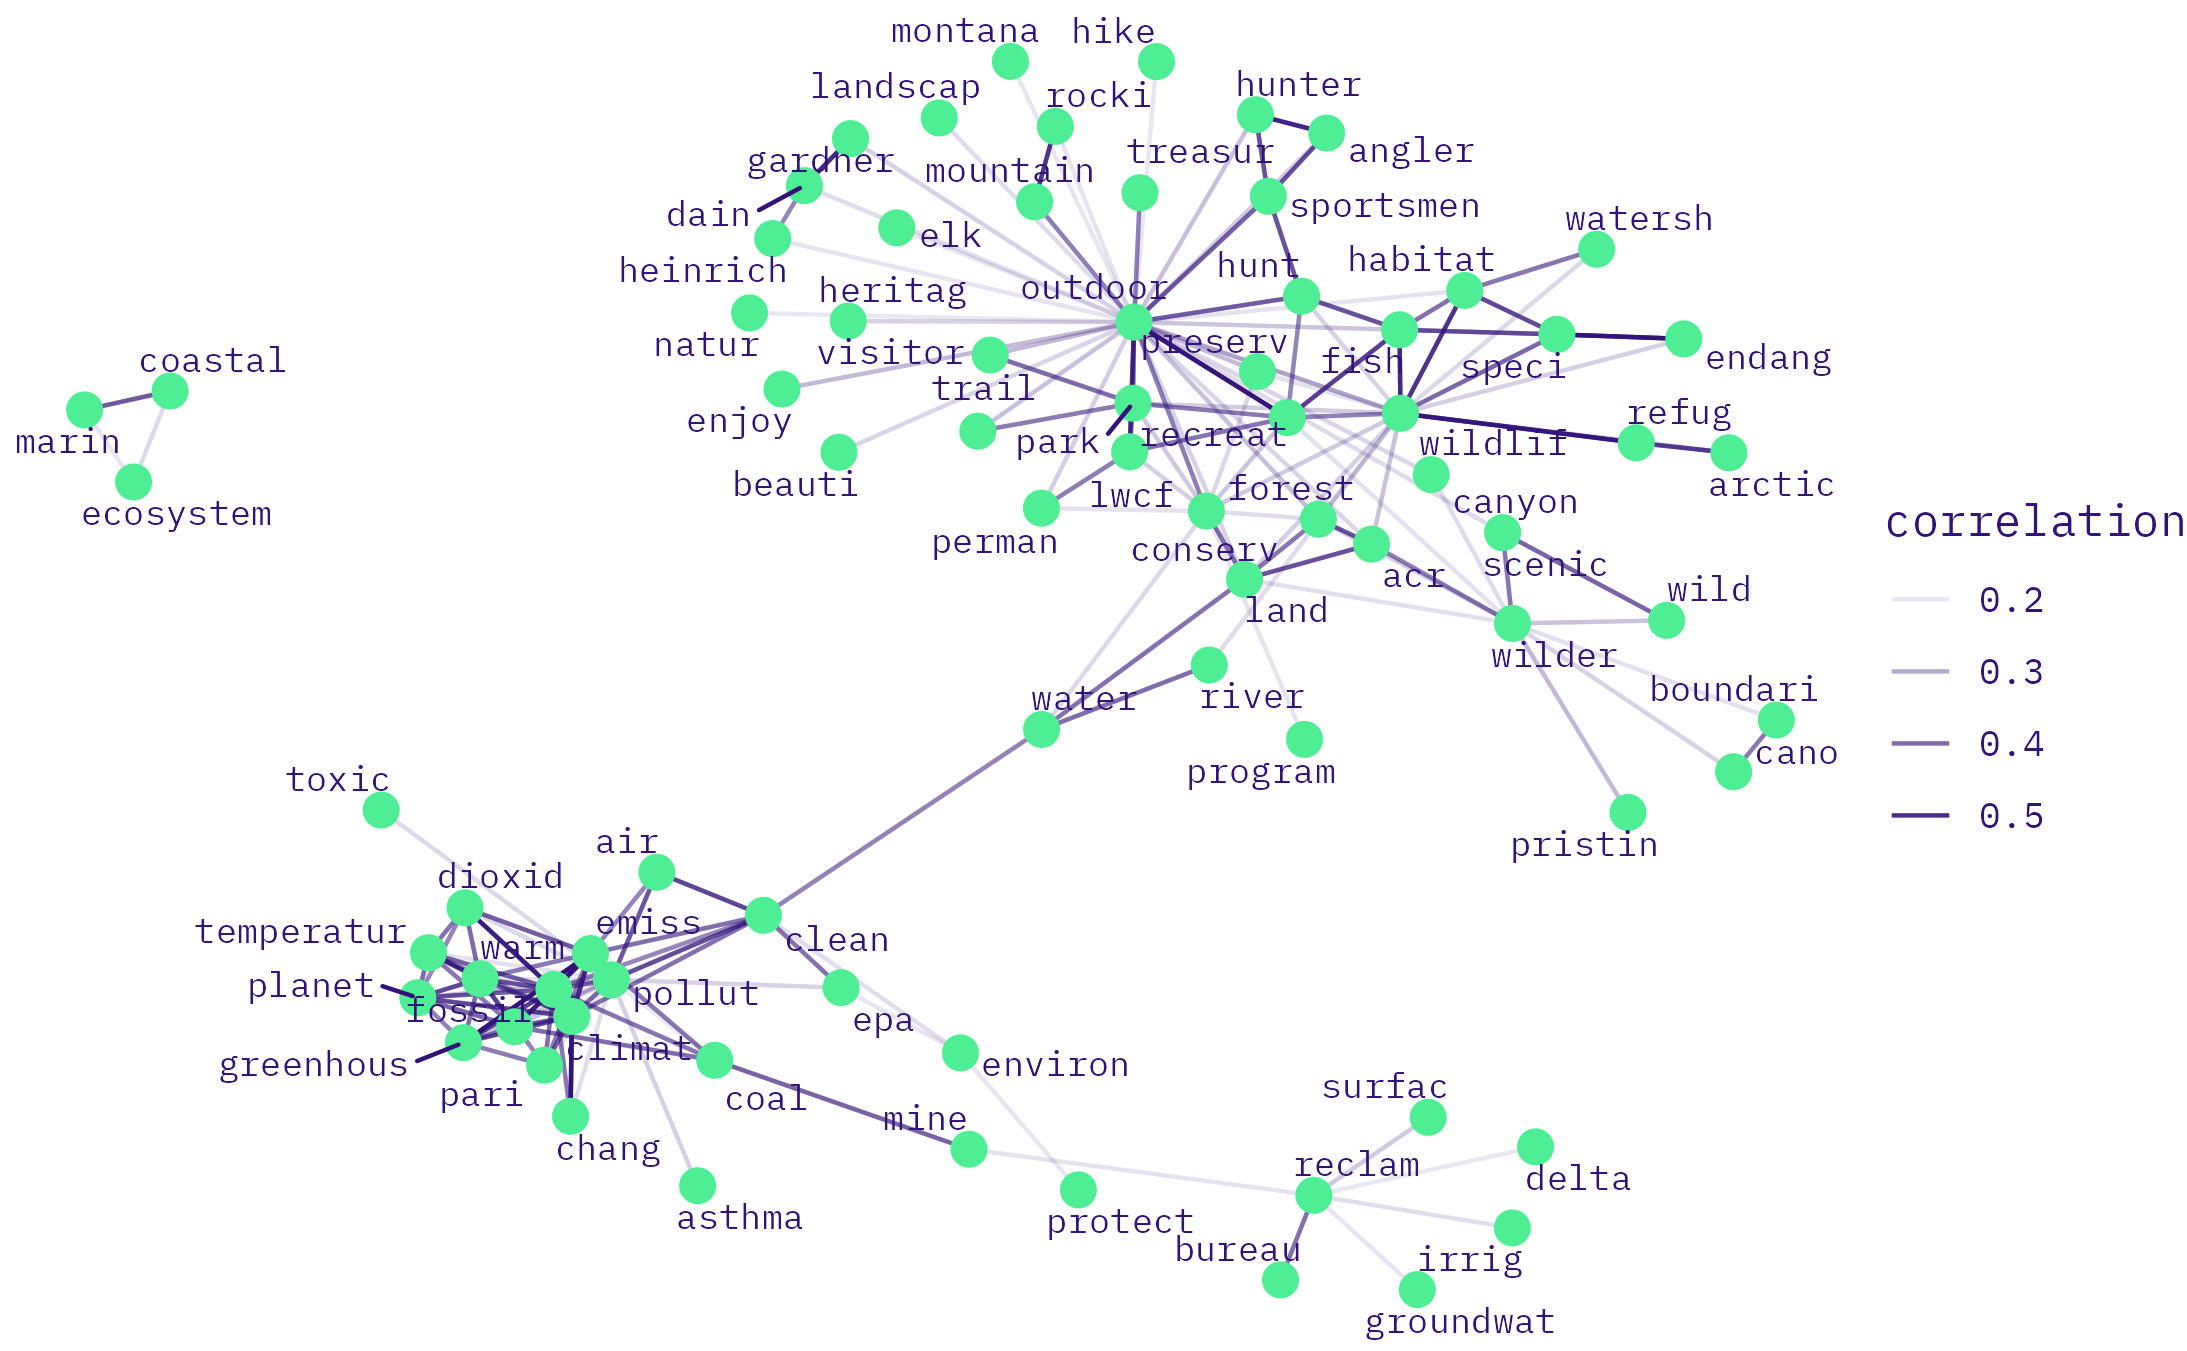 montana
hike
landscap
rocki
hunter
gardner
mountain
treasur
angler
dain
elk
sportsmen
watersh
heinrich
heritag
outdoor
hunt
habitat
natur
visitor
preserv
fish
speci
endang
coastal
trail
enjoy
park
recreat
wildlif
refug
marin
beauti
lwcf
forest
canyon
arctic
ecosystem
perman
conserv
acr
scenic
correlation
wild
0.2
land
wilder
0.3
water
river
boundari
0.4
toxic
program
cano
0.5
air
pristin
dioxid
temperatur
warm
emiss
clean
planet
fossil
pollut
epa
greenhous
climat
environ
pari
coal
mine
surfac
chang
reclam
delta
asthma
protect
bureau
irrig
groundwat